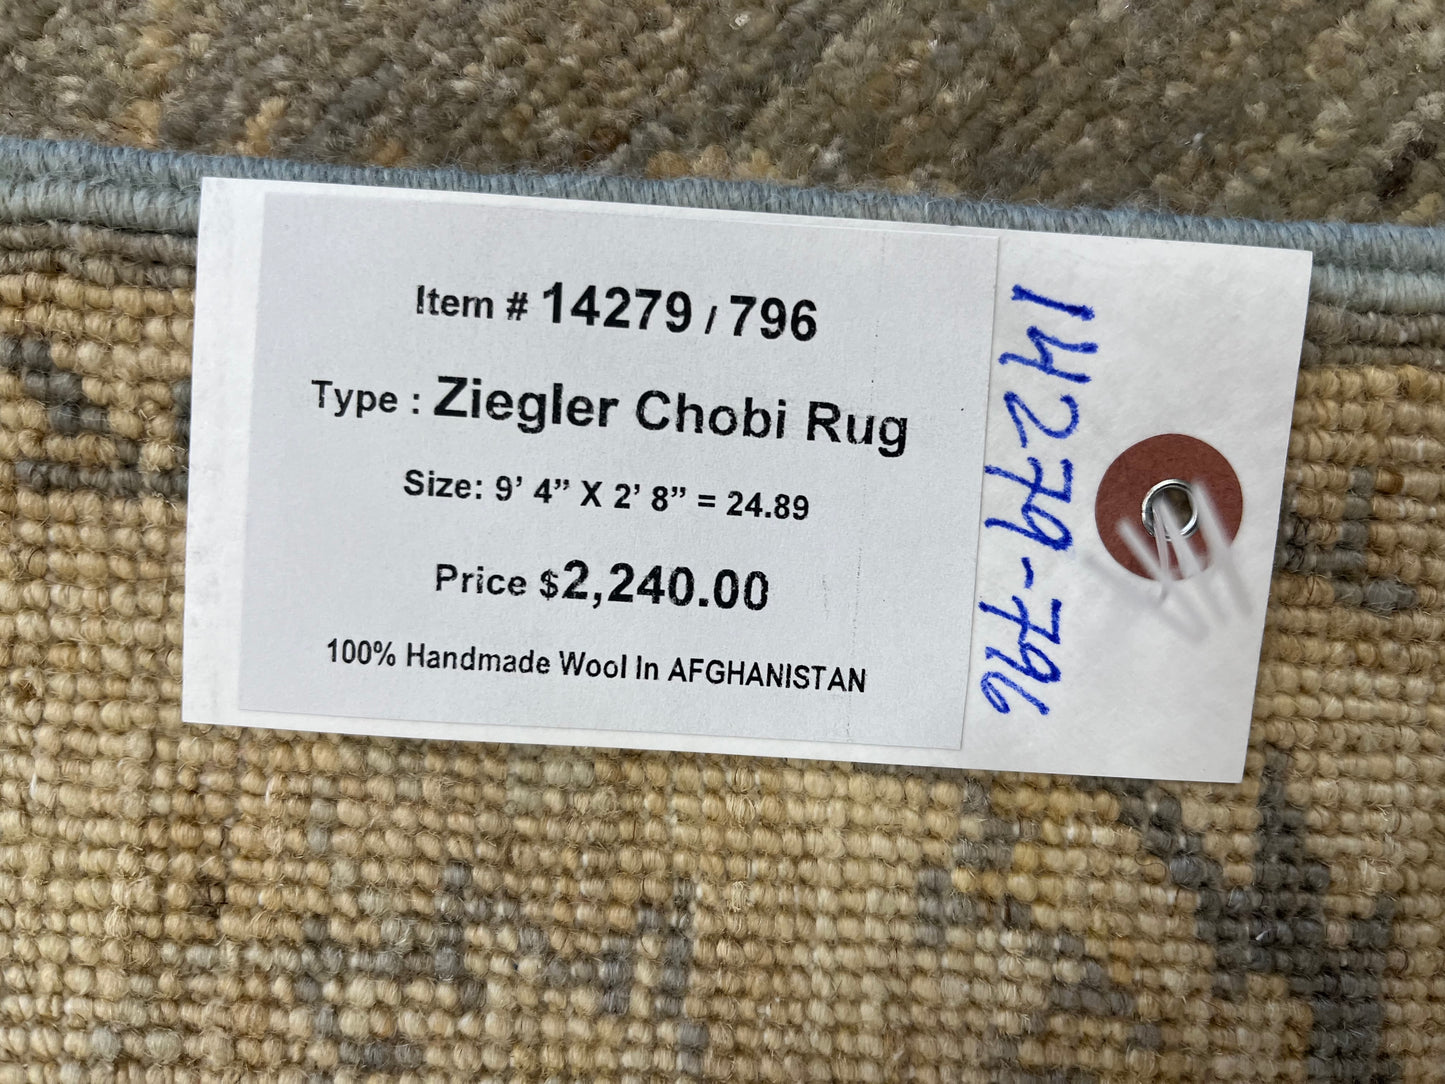 Item # 14279 / 796
Type : Ziegler Chobi Rug
Size: 9’ 4” X 2’ 8” = 24.89
Price $2,240.00
100% Handmade Wool In AFGHANISTAN
14279-796